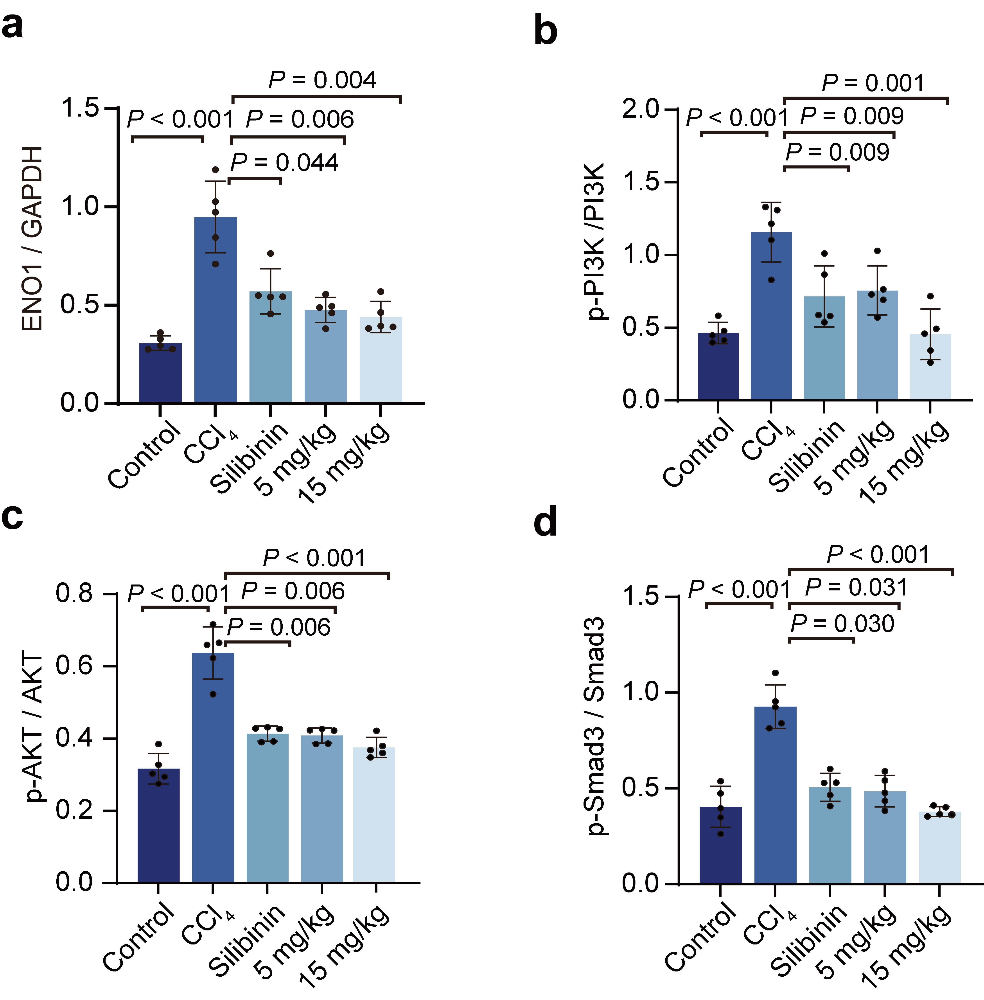 a
P = 0.004
P < 0.001 P = 0.006
P = 0.044
ENO1 / GAPDH
1.5
1.0
0.5
0.0
Control
CCl4
Silibinin
5 mg/kg
15 mg/kg
b
P = 0.001
P < 0.001 P = 0.009
P = 0.009
p-PI3K /PI3K
2.0
1.5
1.0
0.5
0.0
Control
CCl4
Silibinin
5 mg/kg
15 mg/kg
c
P < 0.001
P < 0.001 P = 0.006
P = 0.006
p-AKT / AKT
0.8
0.6
0.4
0.2
0.0
Control
CCl4
Silibinin
5 mg/kg
15 mg/kg
d
P < 0.001
P < 0.001 P = 0.031
P = 0.030
p-Smad3 / Smad3
1.5
1.0
0.5
0.0
Control
CCl4
Silibinin
5 mg/kg
15 mg/kg